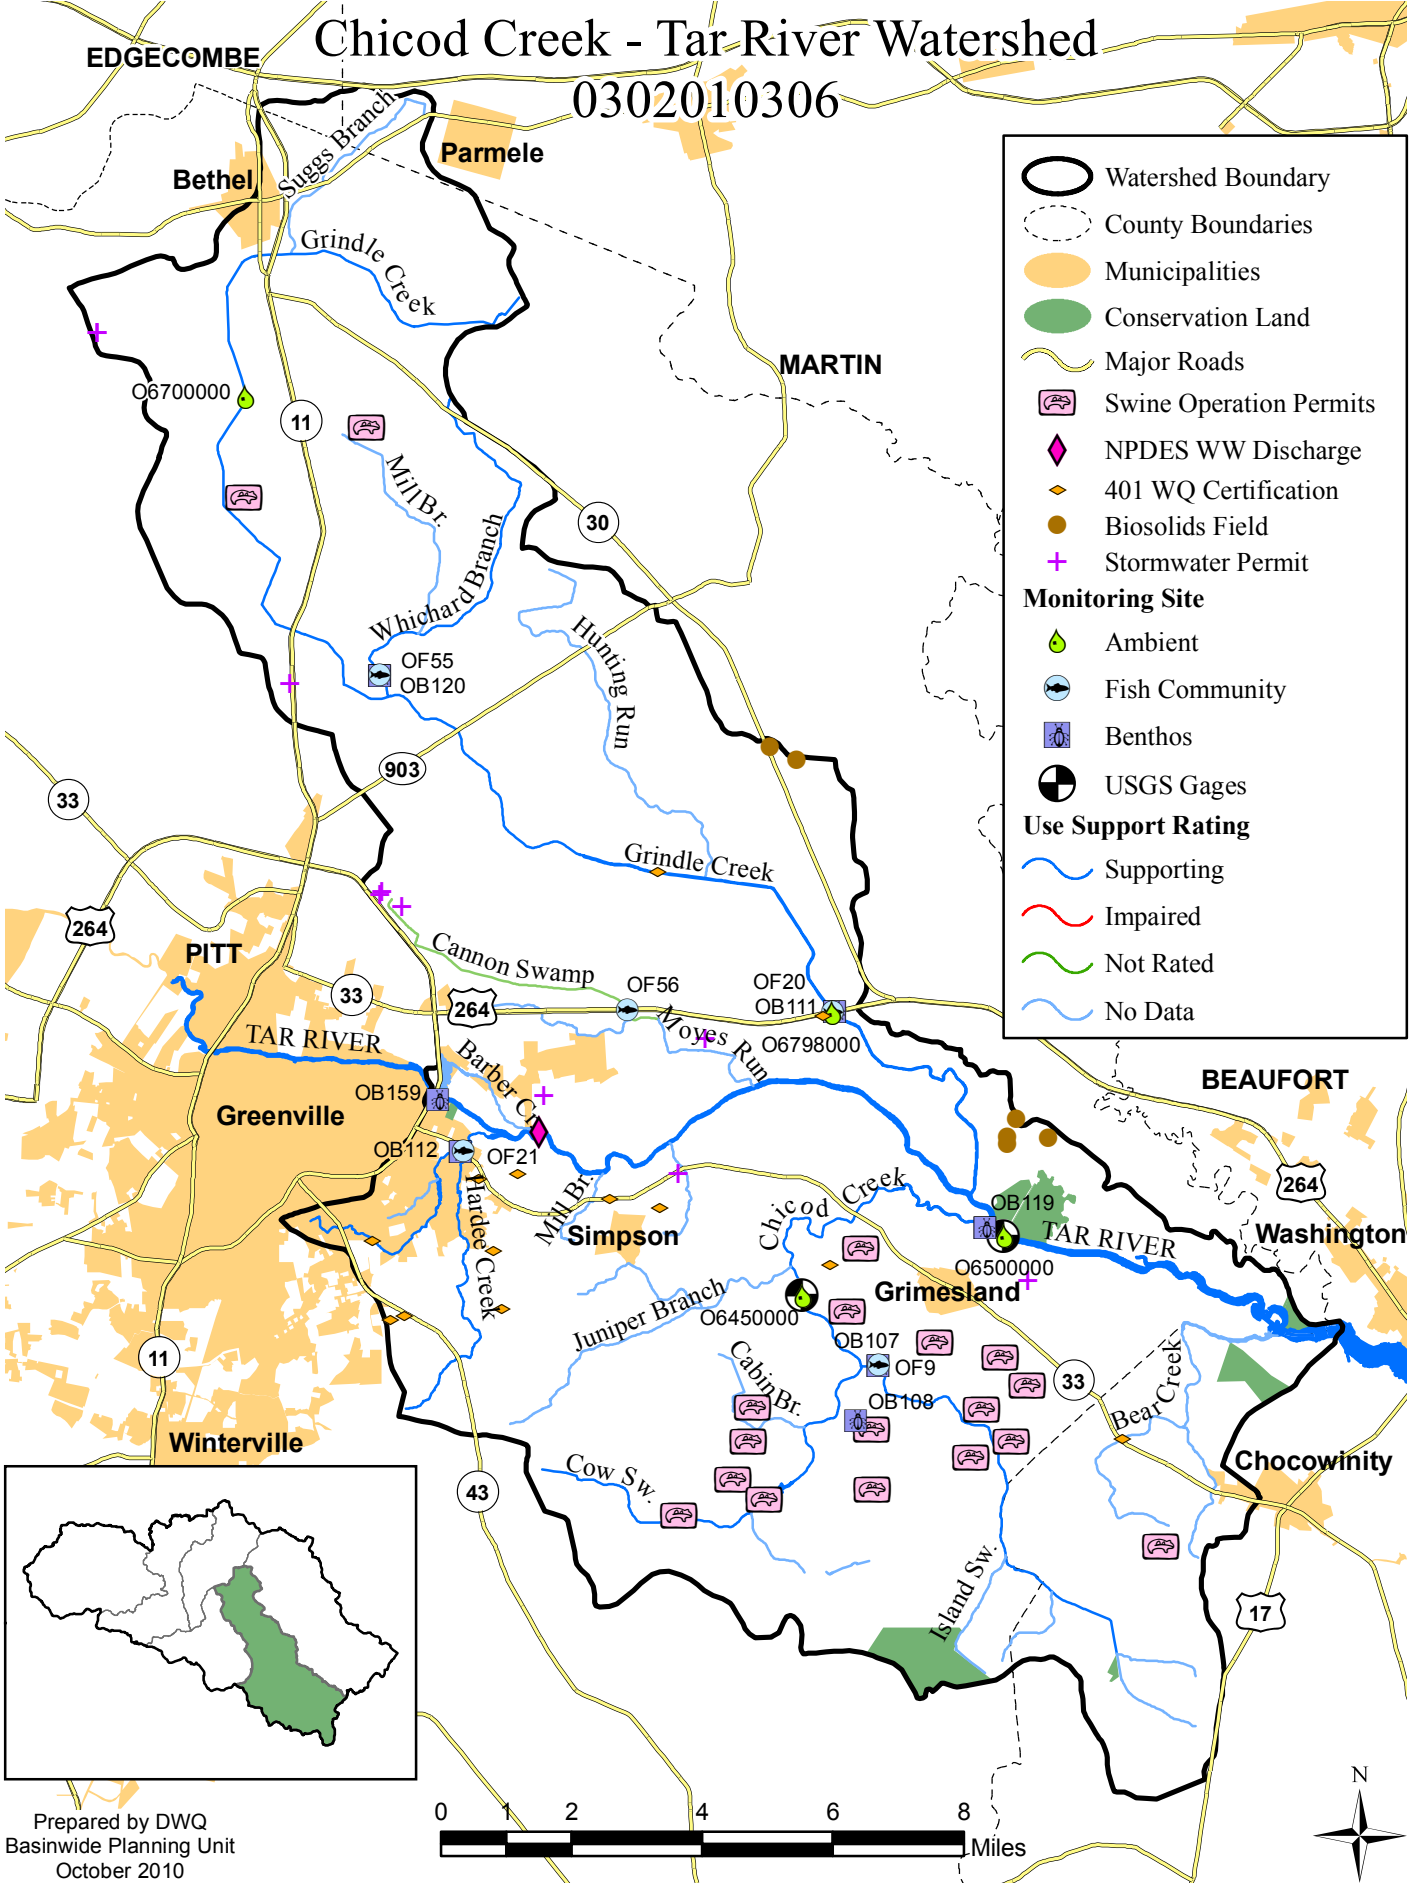 Chicod Creek - Tar River Watershed
0302010306
EDGECOMBE
Suggs Branch
Parmele
Bethel
Grindle Creek
MARTIN
O6700000
11
Mill Br.
30
Whichard Branch
Hunting Run
OF55
OB120
903
33
Grindle Creek
264
PITT
Cannon Swamp
33
264
OF56
OF20
OB111
O6798000
Moyes Run
TAR RIVER
Barber Cr.
OB159
Greenville
BEAUFORT
OB112
OF21
Hardee Creek
Mill Br.
Simpson
Chicod Creek
OB119
TAR RIVER
264
Washington
O6500000
Grimesland
Juniper Branch
O6450000
OB107
OF9
Cabin Br.
OB108
11
33
Bear Creek
Winterville
Chocowinity
Cow Sw.
43
Island Sw.
17
Watershed Boundary
County Boundaries
Municipalities
Conservation Land
Major Roads
Swine Operation Permits
NPDES WW Discharge
401 WQ Certification
Biosolids Field
Stormwater Permit
Monitoring Site
Ambient
Fish Community
Benthos
USGS Gages
Use Support Rating
Supporting
Impaired
Not Rated
No Data
Prepared by DWQ
Basinwide Planning Unit
October 2010
0 1 2 4 6 8
Miles
N